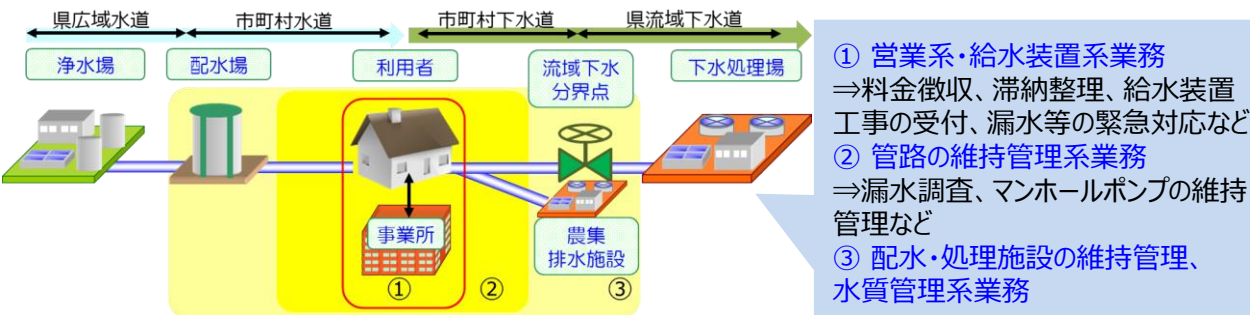 県広域水道
市町村水道
市町村下水道
県流域下水道
浄水場
配水場
利用者
流域下水
分界点
下水処理場
事業所
農集
排水施設
①
②
③
① 営業系・給水装置系業務
⇒料金徴収、滞納整理、給水装置
工事の受付、漏水等の緊急対応など
② 管路の維持管理系業務
⇒漏水調査、マンホールポンプの維持
管理など
③ 配水・処理施設の維持管理、
水質管理系業務